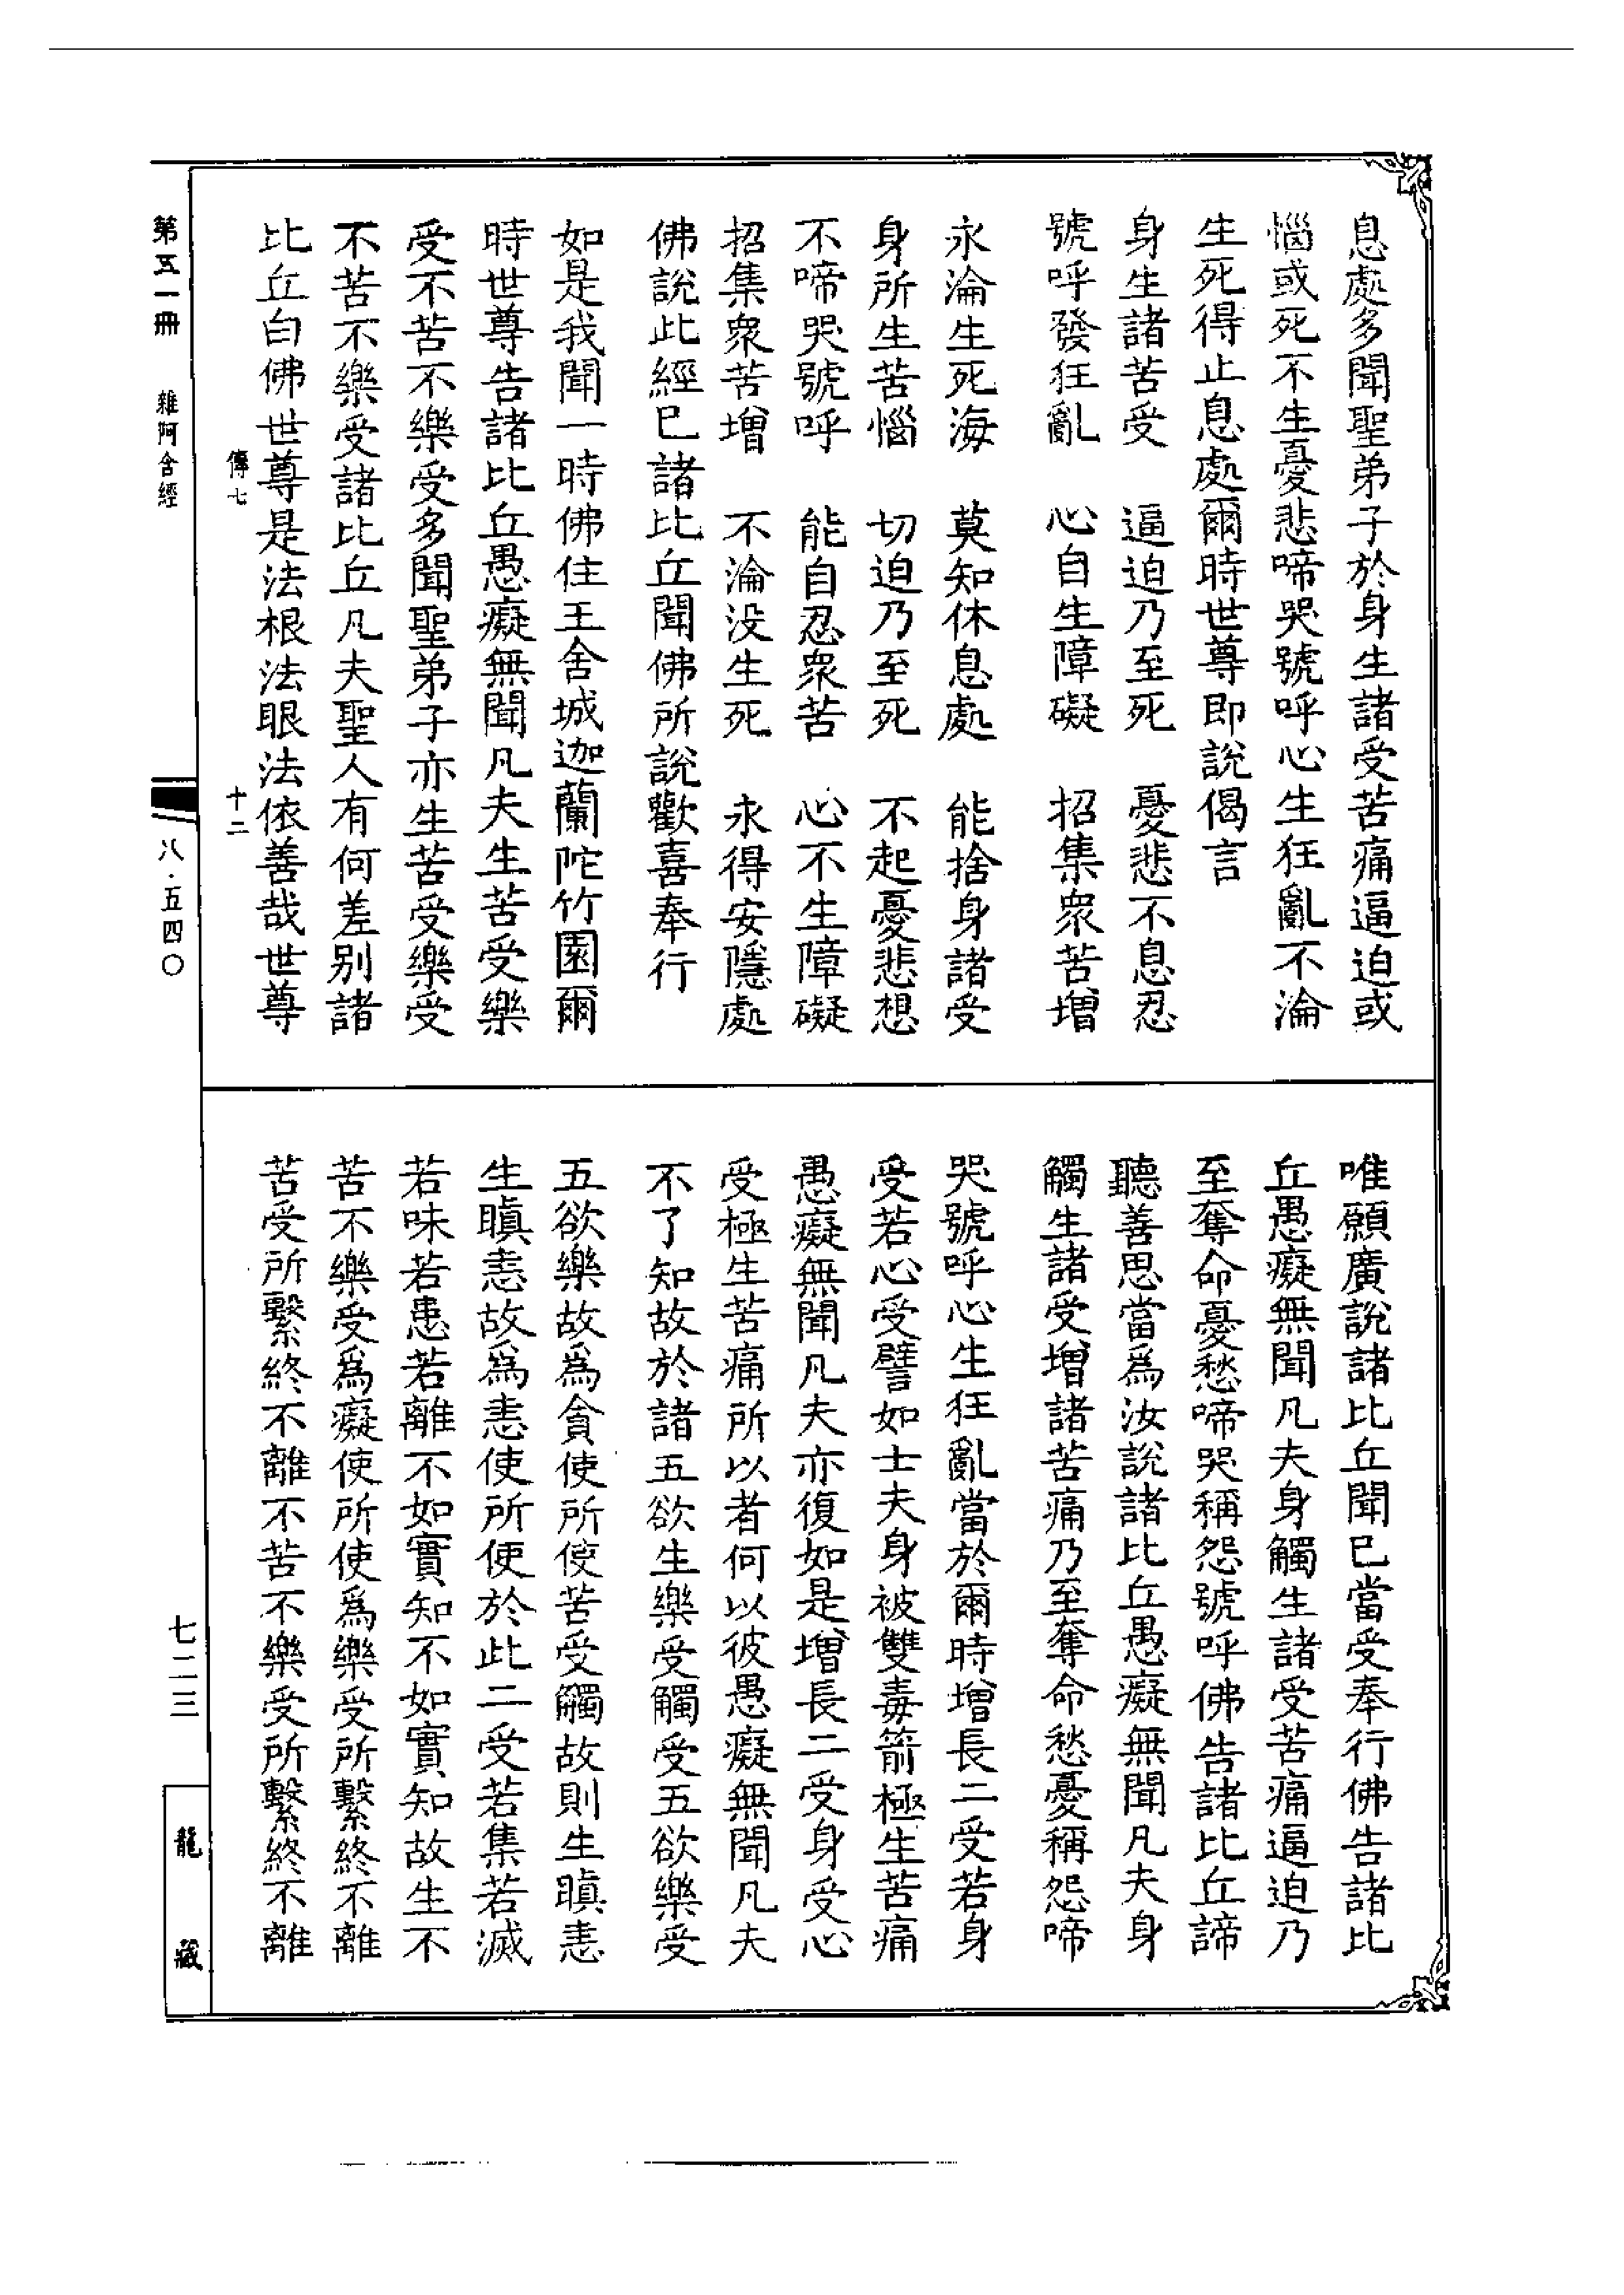 息處多聞聖弟子於身生諸受苦痛逼迫或
惱或死不生憂悲啼哭號呼心生狂亂不淪
生死得止息處爾時世尊即說偈言
身生諸苦受　逼迫乃至死　憂悲不息忍
號呼發狂亂　心自生障礙　招集衆苦增
永淪生死海　莫知休息處　能捨身諸受
身所生苦惱　切迫乃至死　不起憂悲想
不啼哭號呼　能自忍衆苦　心不生障礙
招集衆苦增　不淪没生死　永得安隱處
佛說此經已諸比丘聞佛所說歡喜奉行
如是我聞一時佛住王舍城迦蘭陀竹園爾
時世尊告諸比丘愚癡無聞凡夫生苦受樂
受不苦不樂受多聞聖弟子亦生苦受樂受
不苦不樂受諸比丘凡夫聖人有何差别諸
比丘白佛世尊是法根法眼法依善哉世尊
唯願廣說諸比丘聞已當受奉行佛告諸比
丘愚癡無聞凡夫身觸生諸受苦痛逼迫乃
至奪命憂愁啼哭稱怨號呼佛告諸比丘諦
聽善思當爲汝說諸比丘愚癡無聞凡夫身
觸生諸受增諸苦痛乃至奪命愁憂稱怨啼
哭號呼心生狂亂當於爾時增長二受若身
受若心受譬如士夫身被雙毒箭極生苦痛
愚癡無聞凡夫亦復如是增長二受身受心
受極生苦痛所以者何以彼愚癡無聞凡夫
不了知故於諸五欲生樂受觸受五欲樂受
五欲樂故爲貪使所使苦受觸故則生瞋恚
生瞋恚故爲恚使所使於此二受若集若滅
若味若患若離不如實知不如實知故生不
苦不樂受爲癡使所使爲樂受所繫終不離
苦受所繫終不離不苦不樂受所繫終不離
傳七
十二
第五一冊
雜阿含經
八·五四〇
七二三
龍藏